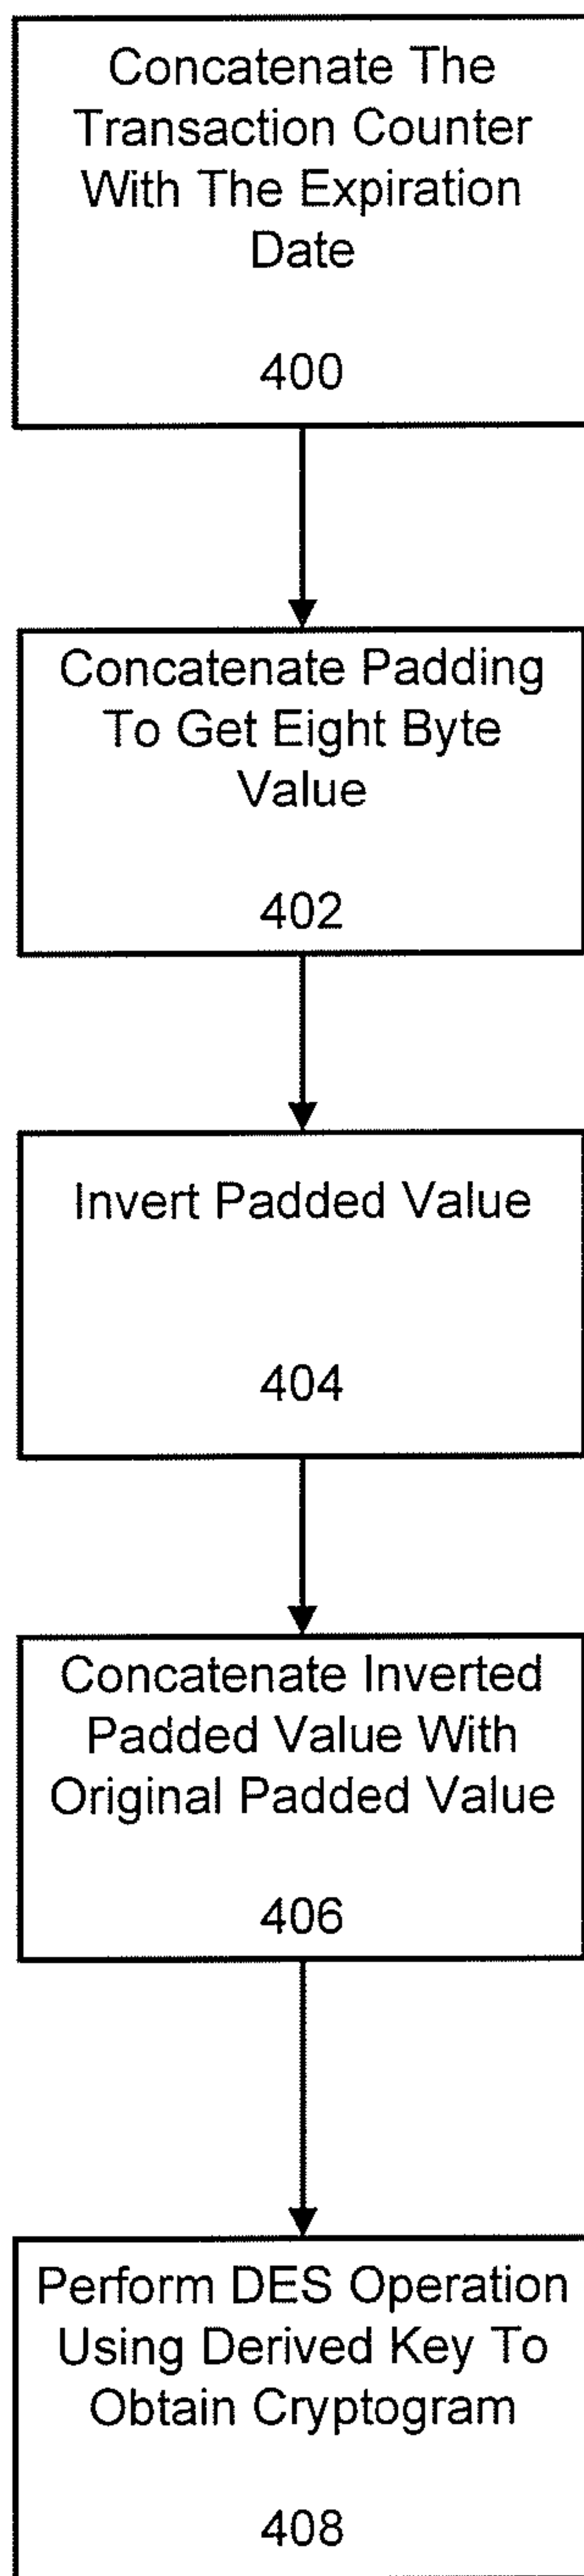 Concatenate The
Transaction Counter
With The Expiration
Date
400
Concatenate Padding
To Get Eight Byte
Value
402
Invert Padded Value
404
Concatenate Inverted
Padded Value With
Original Padded Value
406
Perform DES Operation
Using Derived Key To
Obtain Cryptogram
408